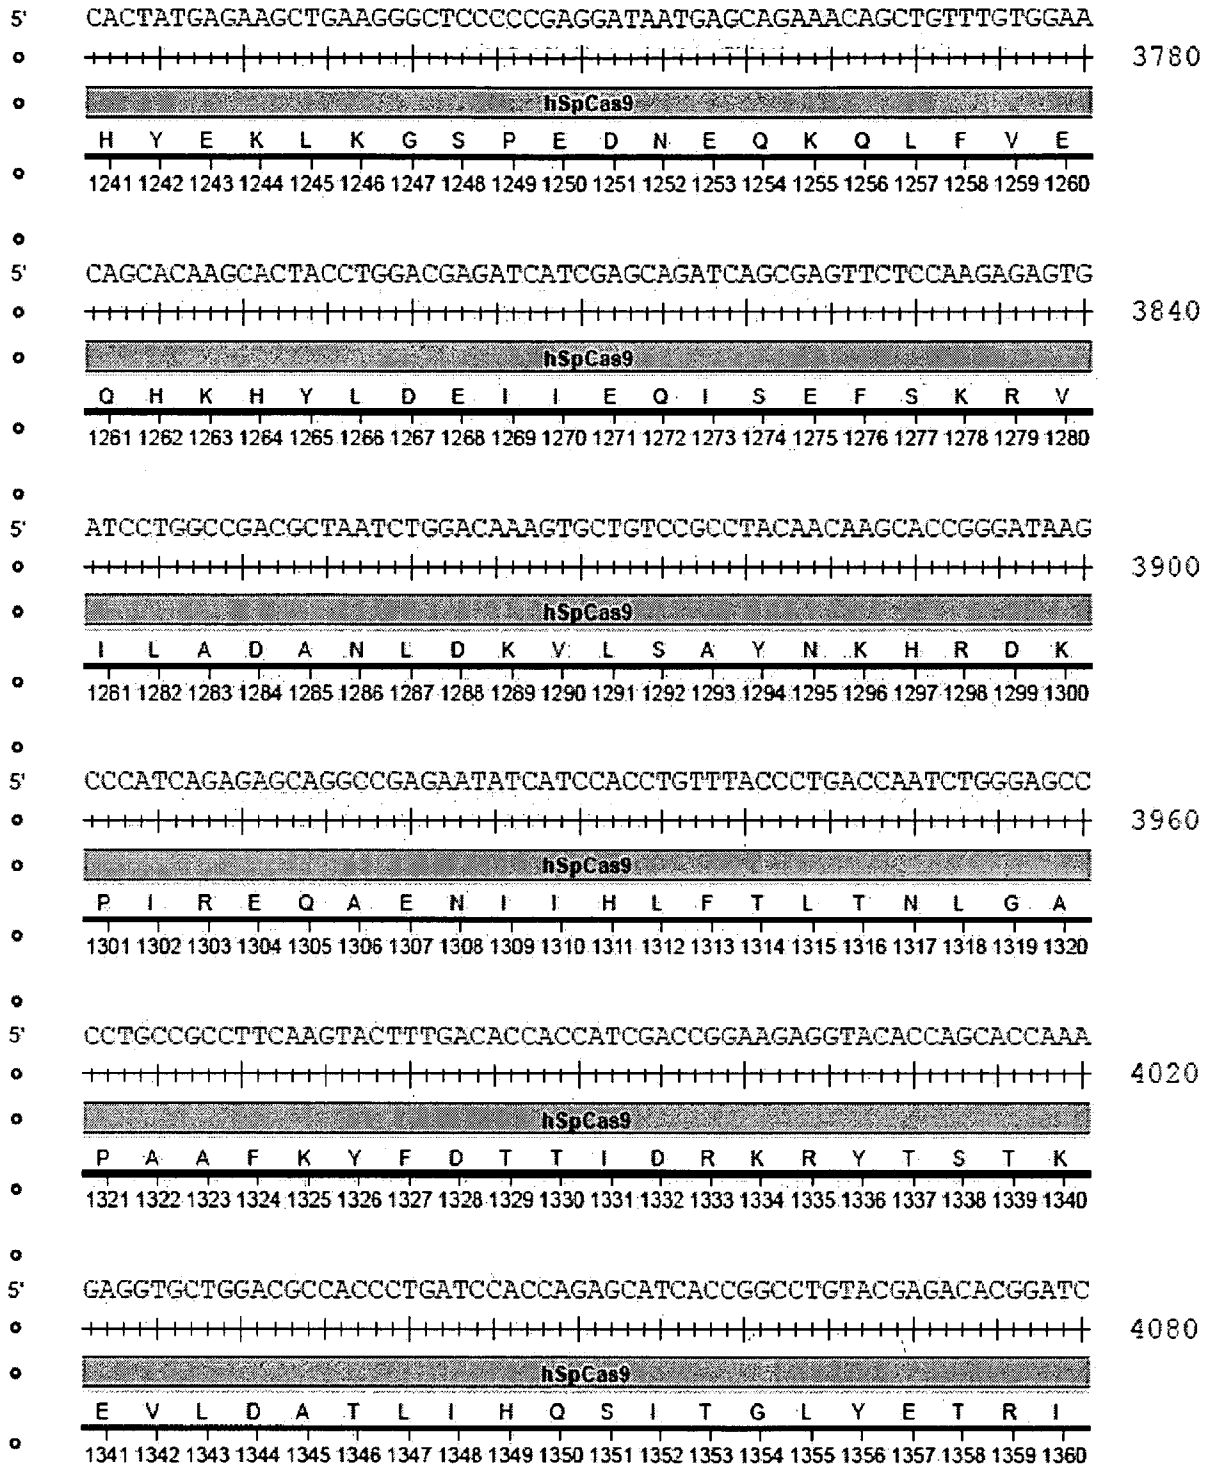 5' CACTATGAGAAGCTGAAGGGCTCCCCCGAGGATAATGAGCAGAAACAGCTGTTTGTGGAA
3780
hSpCas9
H Y E K L K G S P E D N E Q K Q L F V E
1241 1242 1243 1244 1245 1246 1247 1248 1249 1250 1251 1252 1253 1254 1255 1256 1257 1258 1259 1260
5' CAGCACAAGCACTACCTGGACGAGATCATCGAGCAGATCAGCGAGTTCTCCAAGAGAGTG
3840
hSpCas9
Q H K H Y L D E I I E Q I S E F S K R V
1261 1262 1263 1264 1265 1266 1267 1268 1269 1270 1271 1272 1273 1274 1275 1276 1277 1278 1279 1280
5' ATCCTGGCCGACGCTAATCTGGACAAAGTGCTGTCCGCCTACAACAAGCACCGGGATAAG
3900
hSpCas9
I L A D A N L D K V L S A Y N K H R D K
1281 1282 1283 1284 1285 1286 1287 1288 1289 1290 1291 1292 1293 1294 1295 1296 1297 1298 1299 1300
5' CCCATCAGAGAGCAGGCCGAGAATATCATCCACCTGTTTACCCTGACCAATCTGGGAGCC
3960
hSpCas9
P I R E Q A E N I I H L F T L T N L G A
1301 1302 1303 1304 1305 1306 1307 1308 1309 1310 1311 1312 1313 1314 1315 1316 1317 1318 1319 1320
5' CCTGCCGCCTTCAAGTACTTTGACACCACCATCGACCGGAAGAGGTACACCAGCACCAAA
4020
hSpCas9
P A A F K Y F D T T I D R K R Y T S T K
1321 1322 1323 1324 1325 1326 1327 1328 1329 1330 1331 1332 1333 1334 1335 1336 1337 1338 1339 1340
5' GAGGTGCTGGACGCCACCCTGATCCACCAGAGCATCACCGGCCTGTACGAGACACGGATC
4080
hSpCas9
E V L D A T L I H Q S I T G L Y E T R I
1341 1342 1343 1344 1345 1346 1347 1348 1349 1350 1351 1352 1353 1354 1355 1356 1357 1358 1359 1360